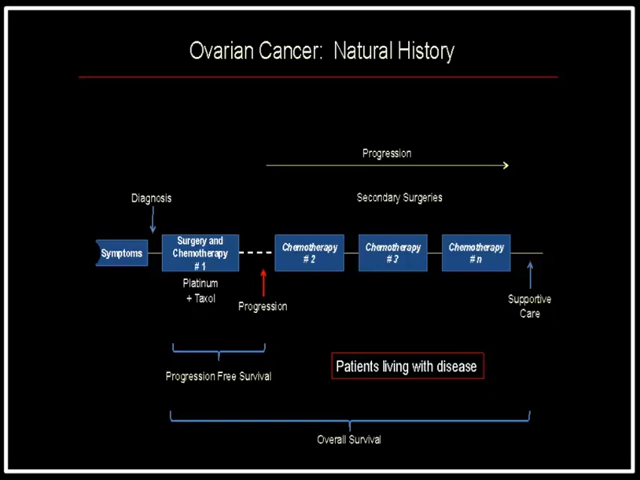 Ovarian Cancer:  Natural History
Progression
Diagnosis
Secondary Surgeries
Symptoms
Surgery and
Chemotherapy
# 1
Chemotherapy
# 2
Chemotherapy
# 2
Chemotherapy
# n
Platinum
+ Taxol
Progression
Supportive
Care
Patients living with disease
Progression Free Survival
Overall Survival